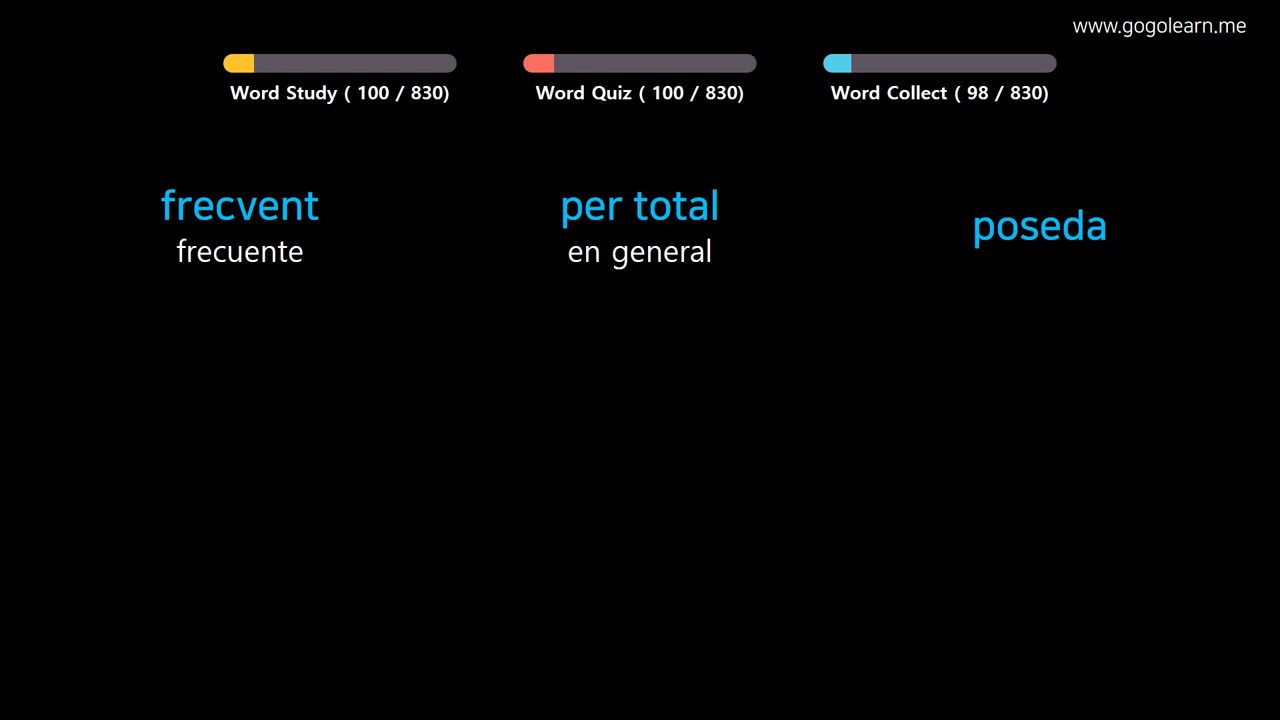 www.gogolearn.me
Word Study ( 100 / 830)
Word Quiz ( 100 / 830)
Word Collect ( 98 / 830)
frecvent
frecuente
per total
en general
poseda